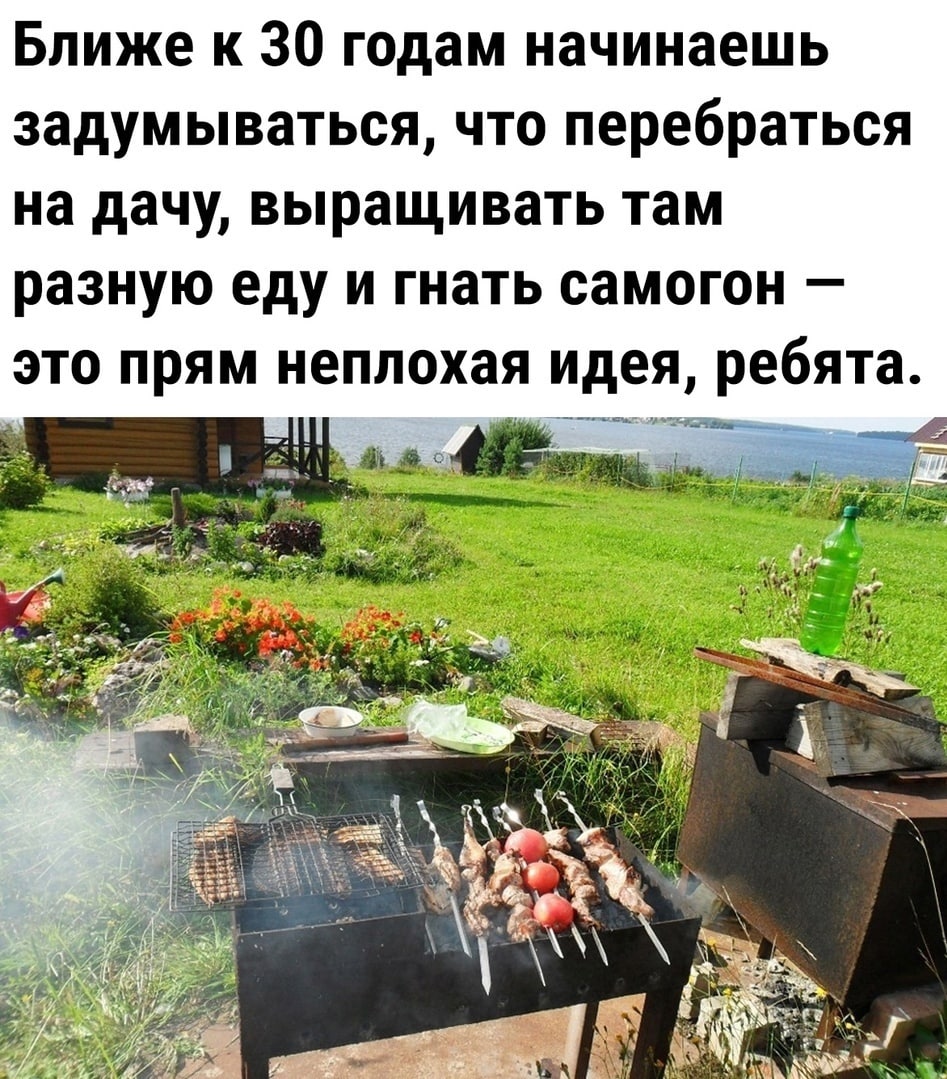 Ближе к 30 годам начинаешь
задумываться, что перебраться
на дачу, выращивать там
разную еду и гнать самогон —
это прям неплохая идея, ребята.